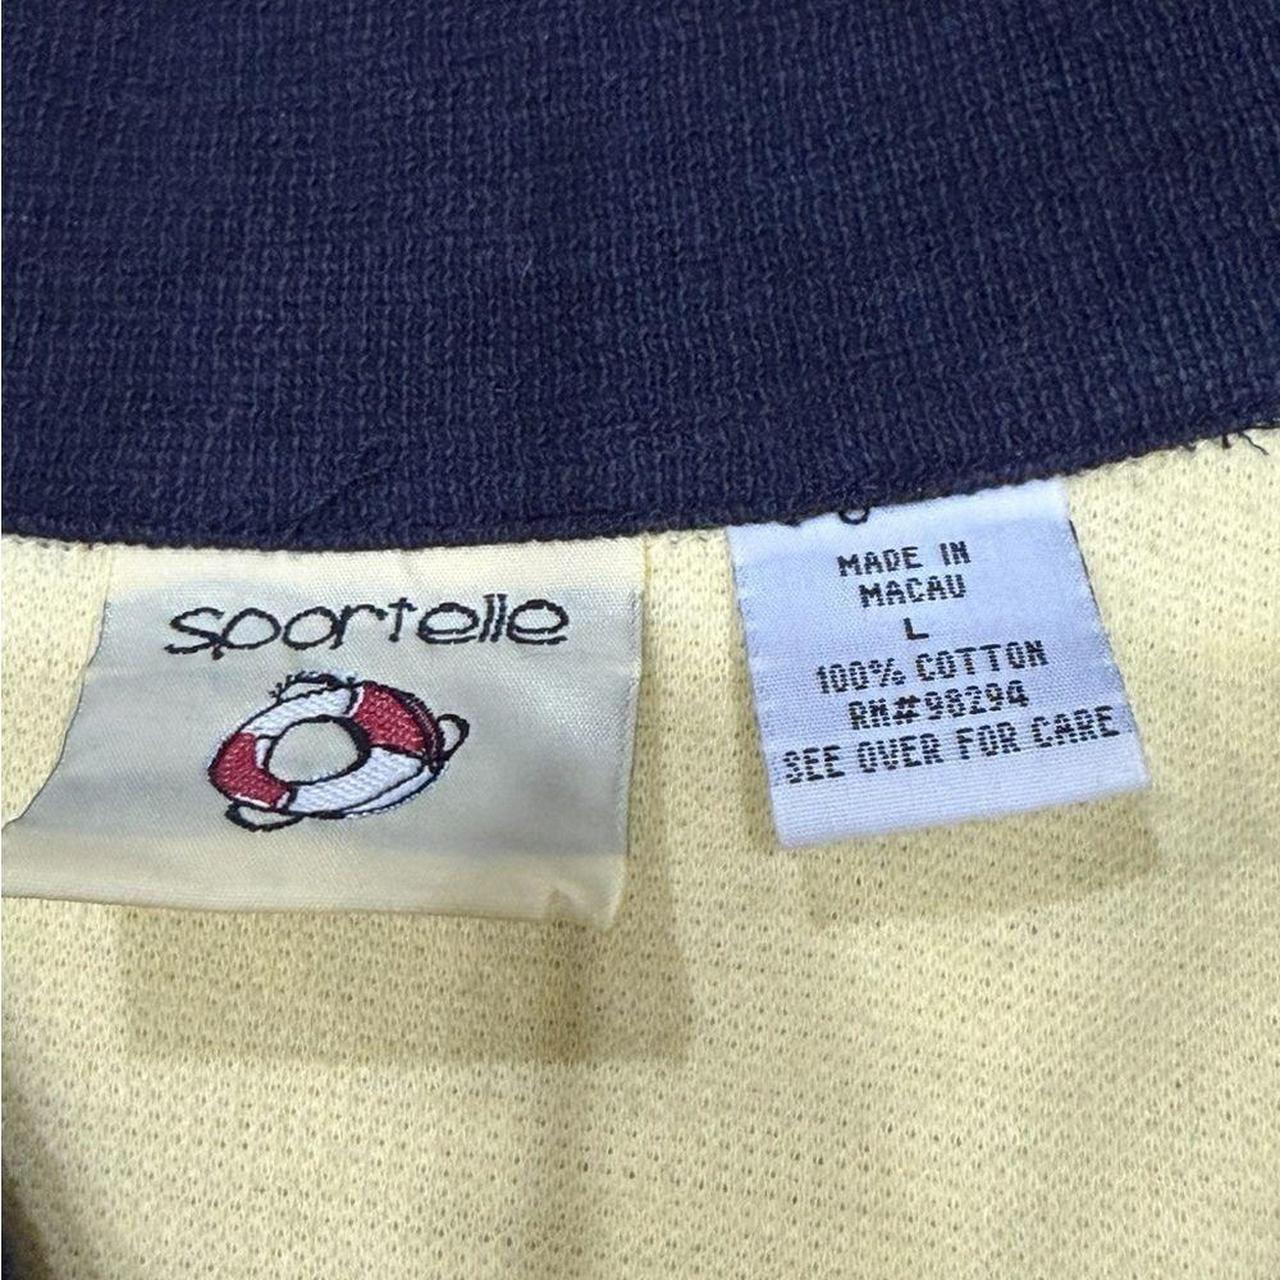 sportelle
MADE IN
MACAU
L
100% COTTON
RN#98294
SEE OVER FOR CARE